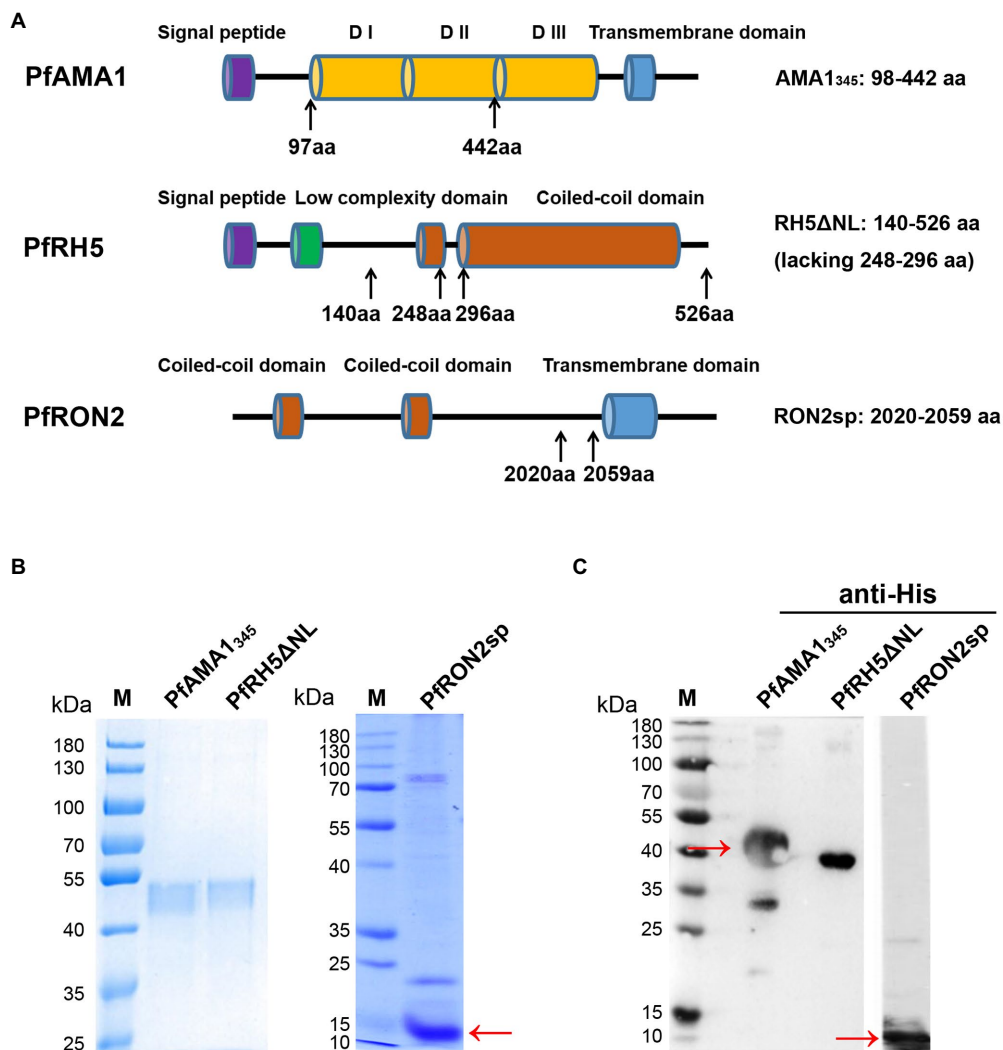 A
Signal peptide D I D II D III Transmembrane domain
PfAMA1
AMA1₃₄₅: 98-442 aa
97aa 442aa
Signal peptide Low complexity domain Coiled-coil domain
PfRH5
RH5ΔNL: 140-526 aa
(lacking 248-296 aa)
140aa 248aa 296aa 526aa
Coiled-coil domain Coiled-coil domain Transmembrane domain
PfRON2
RON2sp: 2020-2059 aa
2020aa 2059aa
B
kDa M PfAMA1₃₄₅ PfRH5ΔNL
180
130
100
70
55
40
35
25
kDa M PfRON2sp
180
130
100
70
55
40
35
25
15
10
C
anti-His
kDa M PfAMA1₃₄₅ PfRH5ΔNL PfRON2sp
180
130
100
70
55
40
35
25
15
10